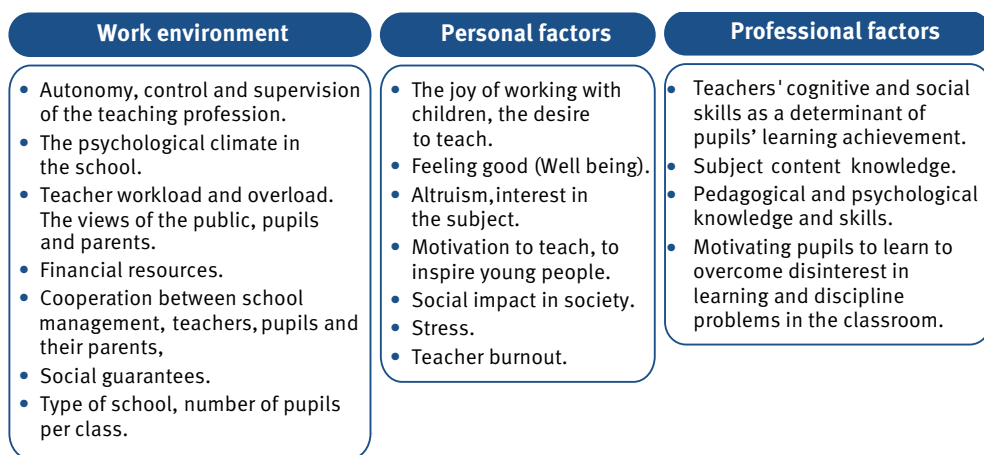 Work environment
• Autonomy, control and supervision
of the teaching profession.
• The psychological climate in
the school.
• Teacher workload and overload.
The views of the public, pupils
and parents.
• Financial resources.
• Cooperation between school
management, teachers, pupils and
their parents,
• Social guarantees.
• Type of school, number of pupils
per class.
Personal factors
• The joy of working with
children, the desire
to teach.
• Feeling good (Well being).
• Altruism, interest in
the subject.
• Motivation to teach, to
inspire young people.
• Social impact in society.
• Stress.
• Teacher burnout.
Professional factors
• Teachers' cognitive and social
skills as a determinant of
pupils’ learning achievement.
• Subject content knowledge.
• Pedagogical and psychological
knowledge and skills.
• Motivating pupils to learn to
overcome disinterest in
learning and discipline
problems in the classroom.